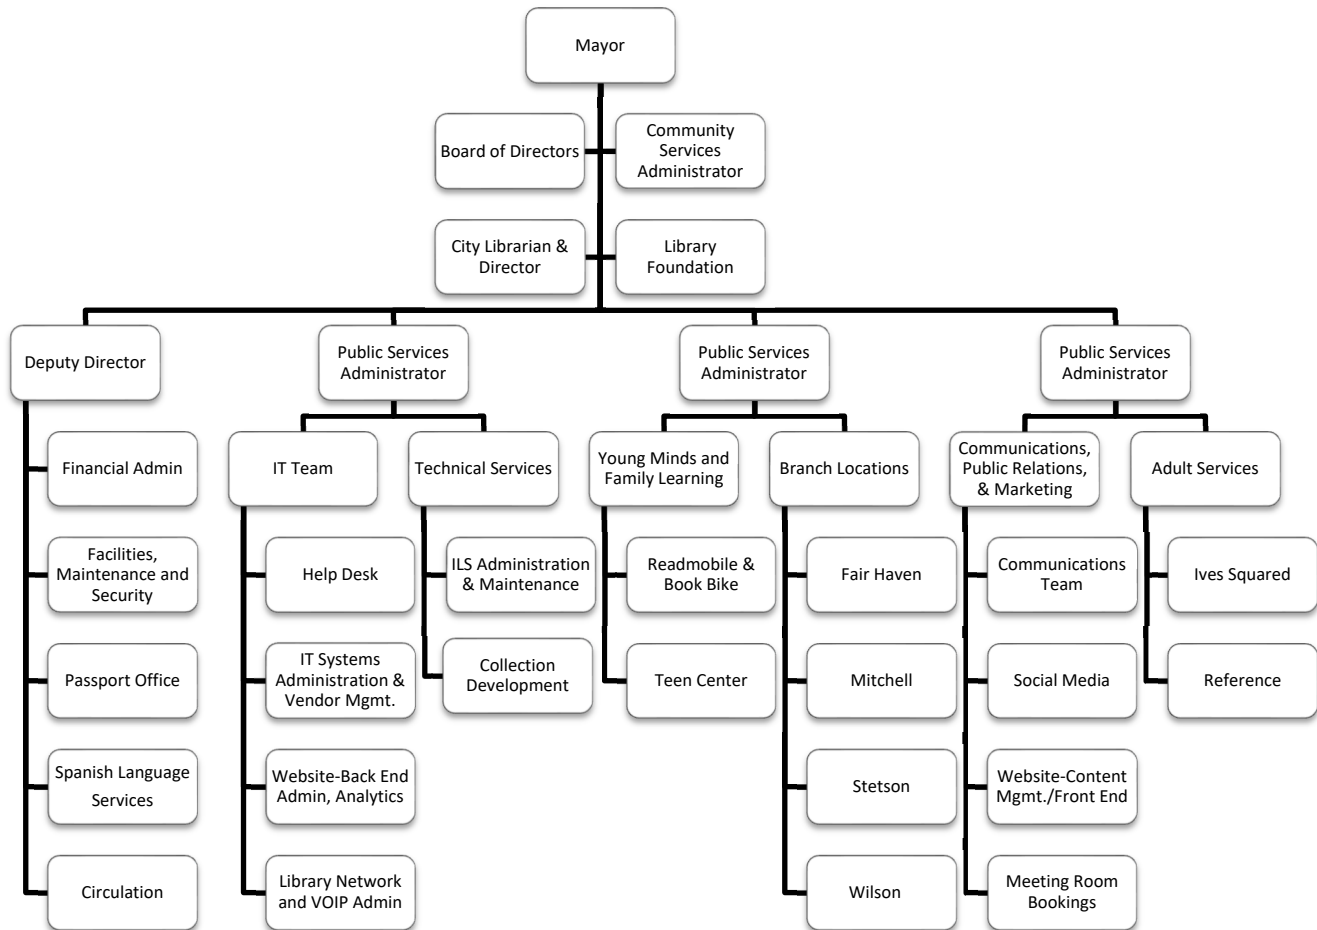 Mayor
Board of Directors
Community
Services
Administrator
City Librarian &
Director
Library
Foundation
Deputy Director
Public Services
Administrator
Public Services
Administrator
Public Services
Administrator
Financial Admin
IT Team
Technical Services
Young Minds and
Family Learning
Branch Locations
Communications,
Public Relations,
& Marketing
Adult Services
Facilities,
Maintenance and
Security
Help Desk
ILS Administration
& Maintenance
Readmobile &
Book Bike
Fair Haven
Communications
Team
Ives Squared
Passport Office
IT Systems
Administration &
Vendor Mgmt.
Collection
Development
Teen Center
Mitchell
Social Media
Reference
Spanish Language
Services
Website-Back End
Admin, Analytics
Stetson
Website-Content
Mgmt./Front End
Circulation
Library Network
and VOIP Admin
Wilson
Meeting Room
Bookings